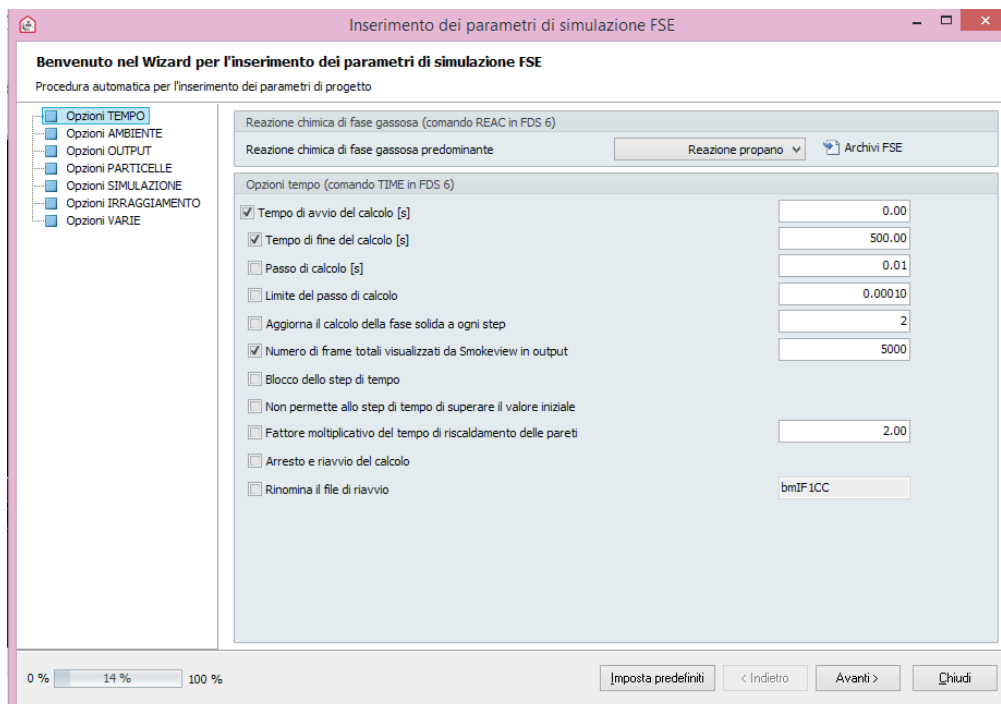 Inserimento dei parametri di simulazione FSE
Benvenuto nel Wizard per l'inserimento dei parametri di simulazione FSE
Procedura automatica per l'inserimento dei parametri di progetto
Opzioni TEMPO
Opzioni AMBIENTE
Opzioni OUTPUT
Opzioni PARTICELLE
Opzioni SIMULAZIONE
Opzioni IRRAGGIAMENTO
Opzioni VARIE
Reazione chimica di fase gassosa (comando REAC in FDS 6)
Reazione chimica di fase gassosa predominante Reazione propano Archivi FSE
Opzioni tempo (comando TIME in FDS 6)
Tempo di avvio del calcolo [s] 0.00
Tempo di fine del calcolo [s] 500.00
Passo di calcolo [s] 0.01
Limite del passo di calcolo 0.00010
Aggiorna il calcolo della fase solida a ogni step 2
Numero di frame totali visualizzati da Smokeview in output 5000
Blocco dello step di tempo
Non permette allo step di tempo di superare il valore iniziale
Fattore moltiplicativo del tempo di riscaldamento delle pareti 2.00
Arresto e riavvio del calcolo
Rinomina il file di riavvio bmIF1CC
0 % 14 % 100 %
Imposta predefiniti < Indietro Avanti > Chiudi